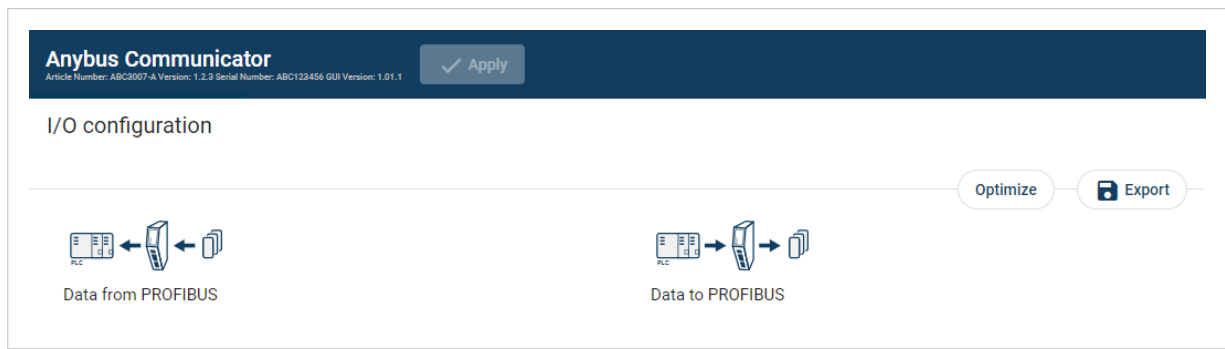 Anybus Communicator
Article Number: ABC3007-A Version: 1.2.3 Serial Number: ABC123456 GUI Version: 1.01.1
Apply
I/O configuration
Optimize
Export
PLC
PLC
Data from PROFIBUS
Data to PROFIBUS